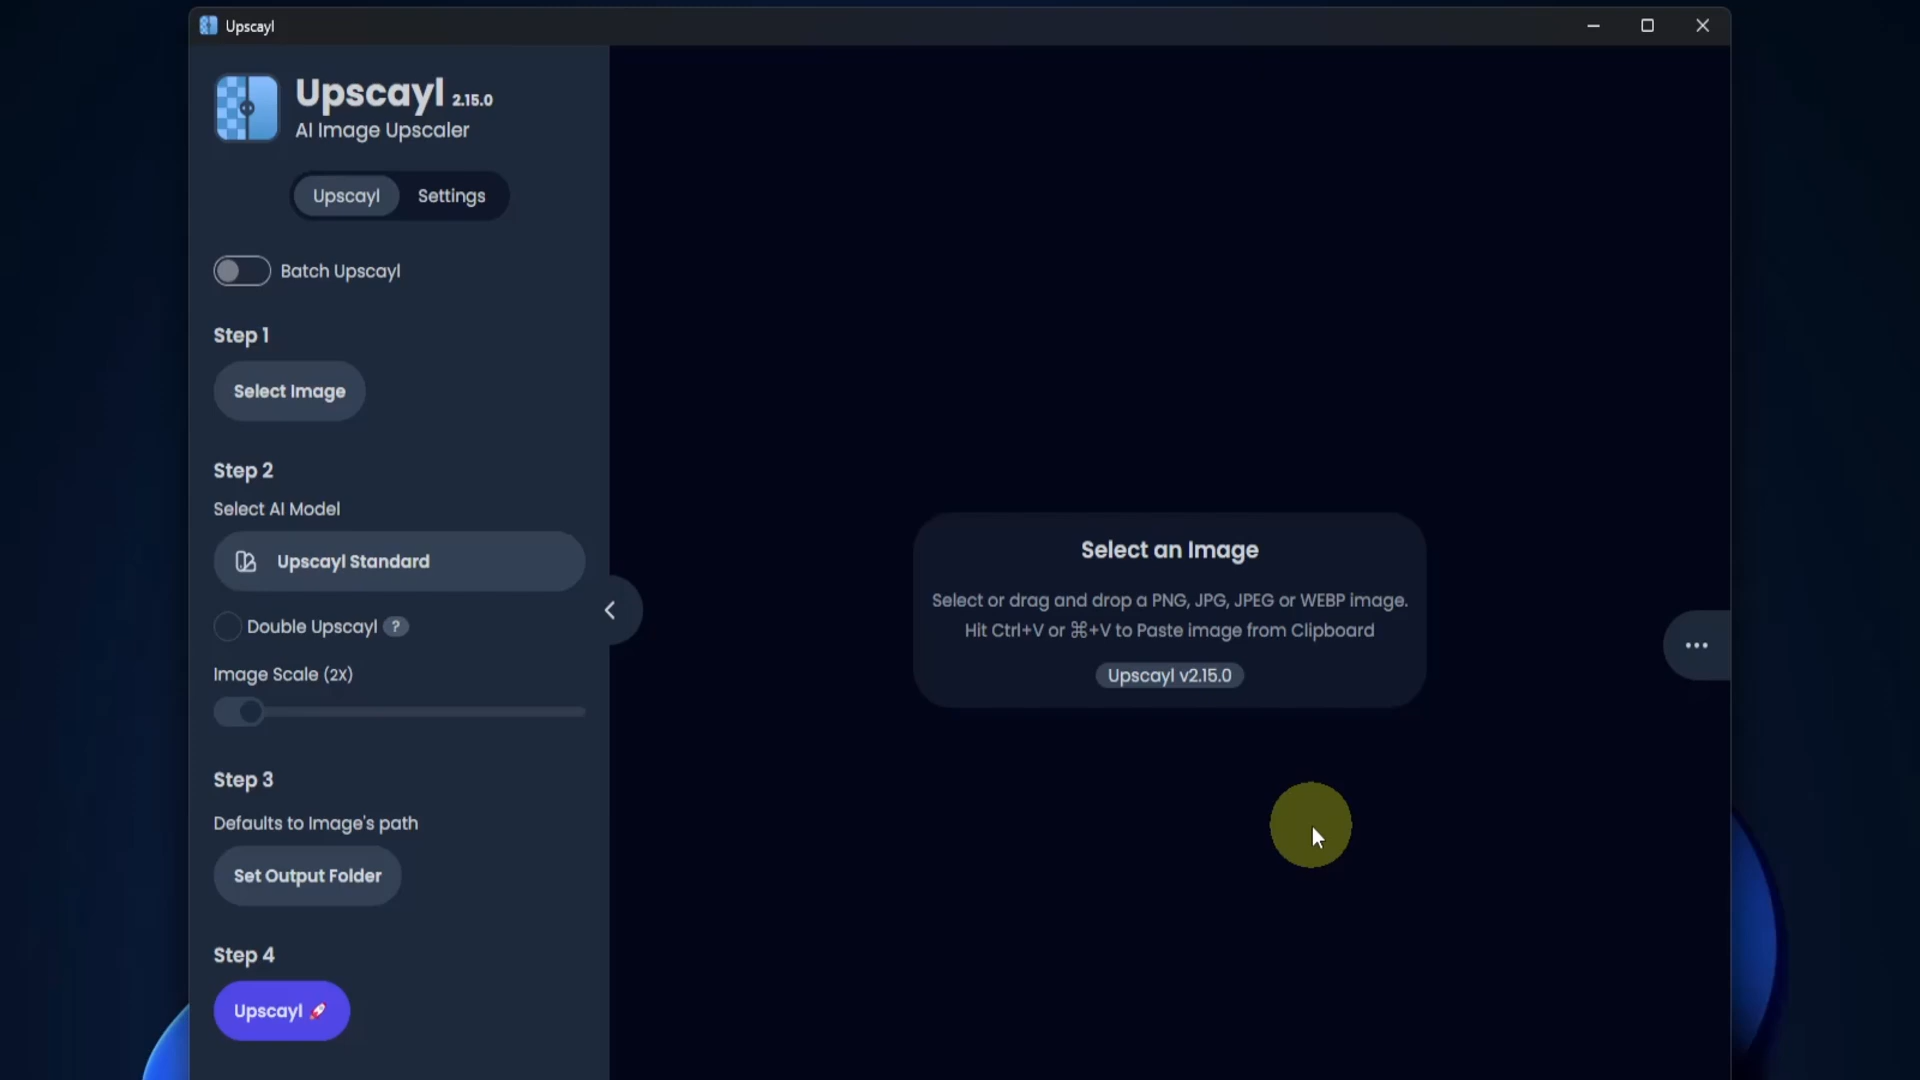 Upscayl
Upscayl 2.15.0
AI Image Upscaler
Upscayl Settings
Batch Upscayl
Step 1
Select Image
Step 2
Select AI Model
Upscayl Standard
Double Upscayl ?
Image Scale (2X)
Step 3
Defaults to Image's path
Set Output Folder
Step 4
Upscayl 🚀
Select an Image
Select or drag and drop a PNG, JPG, JPEG or WEBP image.
Hit Ctrl+V or ⌘+V to Paste image from Clipboard
Upscayl v2.15.0